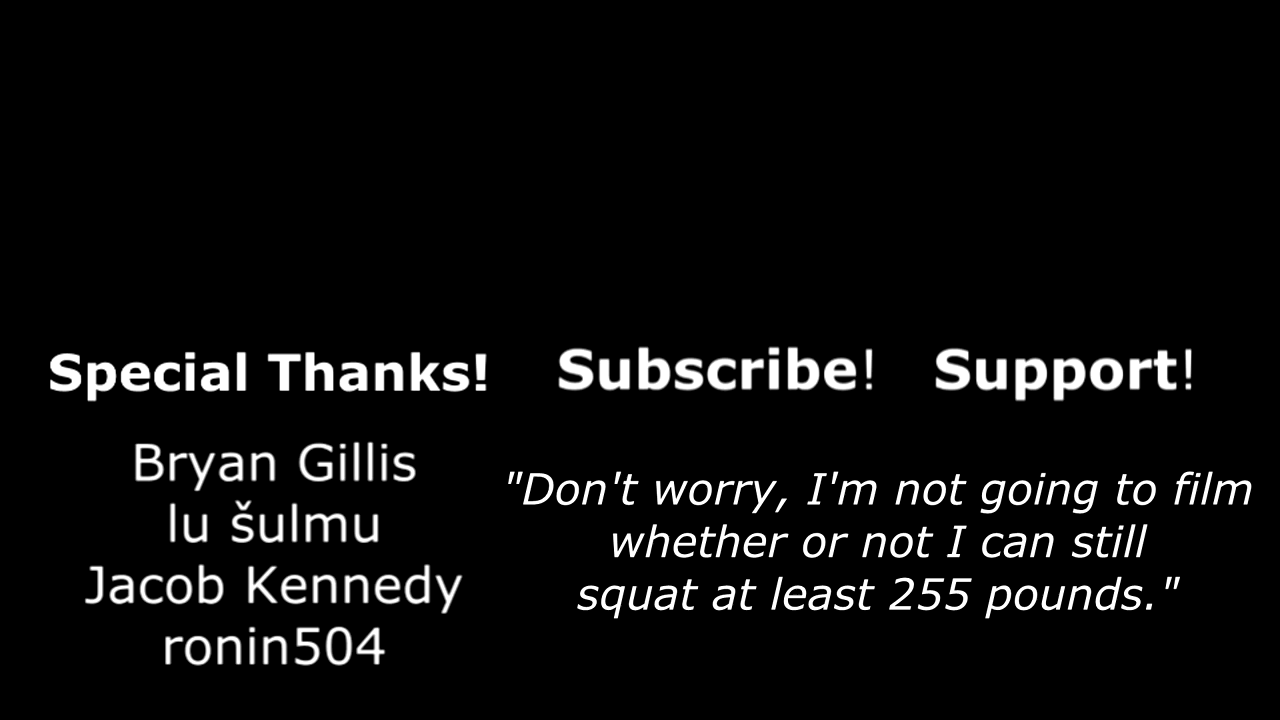 Special Thanks!
Bryan Gillis
lu šulmu
Jacob Kennedy
ronin504
Subscribe!
Support!
"Don't worry, I'm not going to film
whether or not I can still
squat at least 255 pounds."